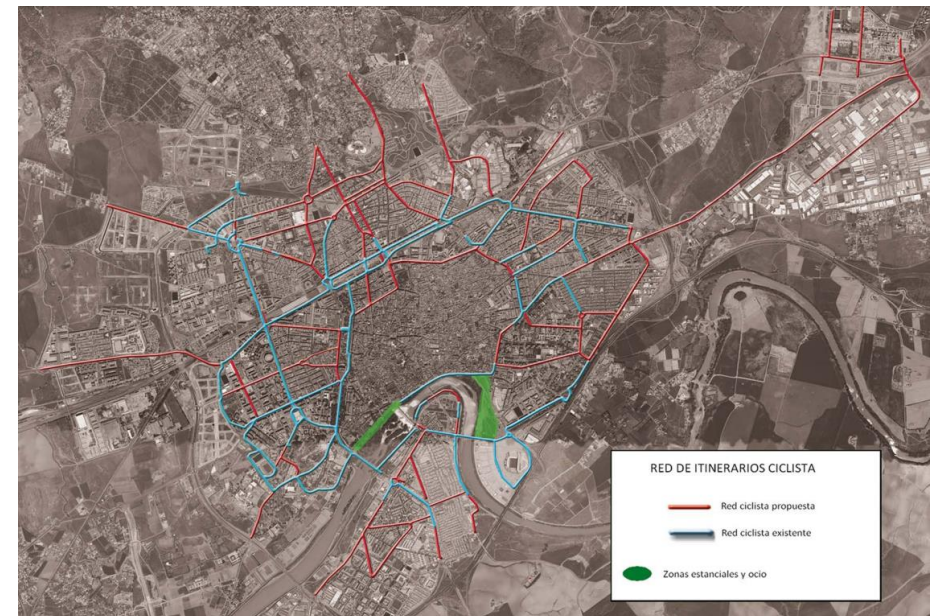 RED DE ITINERARIOS CICLISTA
Red ciclista propuesta
Red ciclista existente
Zonas estanciales y ocio